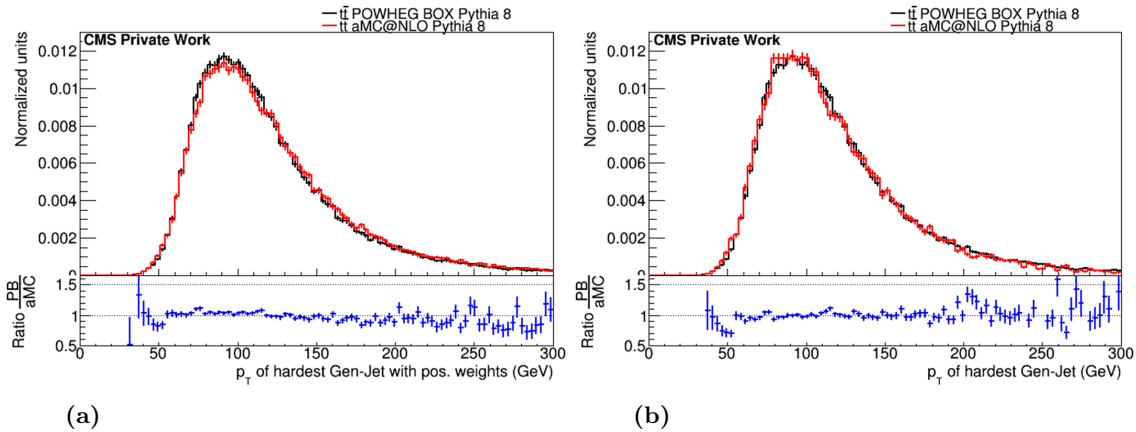 tt̄ POWHEG BOX Pythia 8
tt̄ aMC@NLO Pythia 8
CMS Private Work
Normalized units
0.012
0.01
0.008
0.006
0.004
0.002
0
Ratio PB/aMC
1.5
1
0.5
0 50 100 150 200 250 300
p_T of hardest Gen-Jet with pos. weights (GeV)
(a)
tt̄ POWHEG BOX Pythia 8
tt̄ aMC@NLO Pythia 8
CMS Private Work
Normalized units
0.012
0.01
0.008
0.006
0.004
0.002
0
Ratio PB/aMC
1.5
1
0.5
0 50 100 150 200 250 300
p_T of hardest Gen-Jet (GeV)
(b)